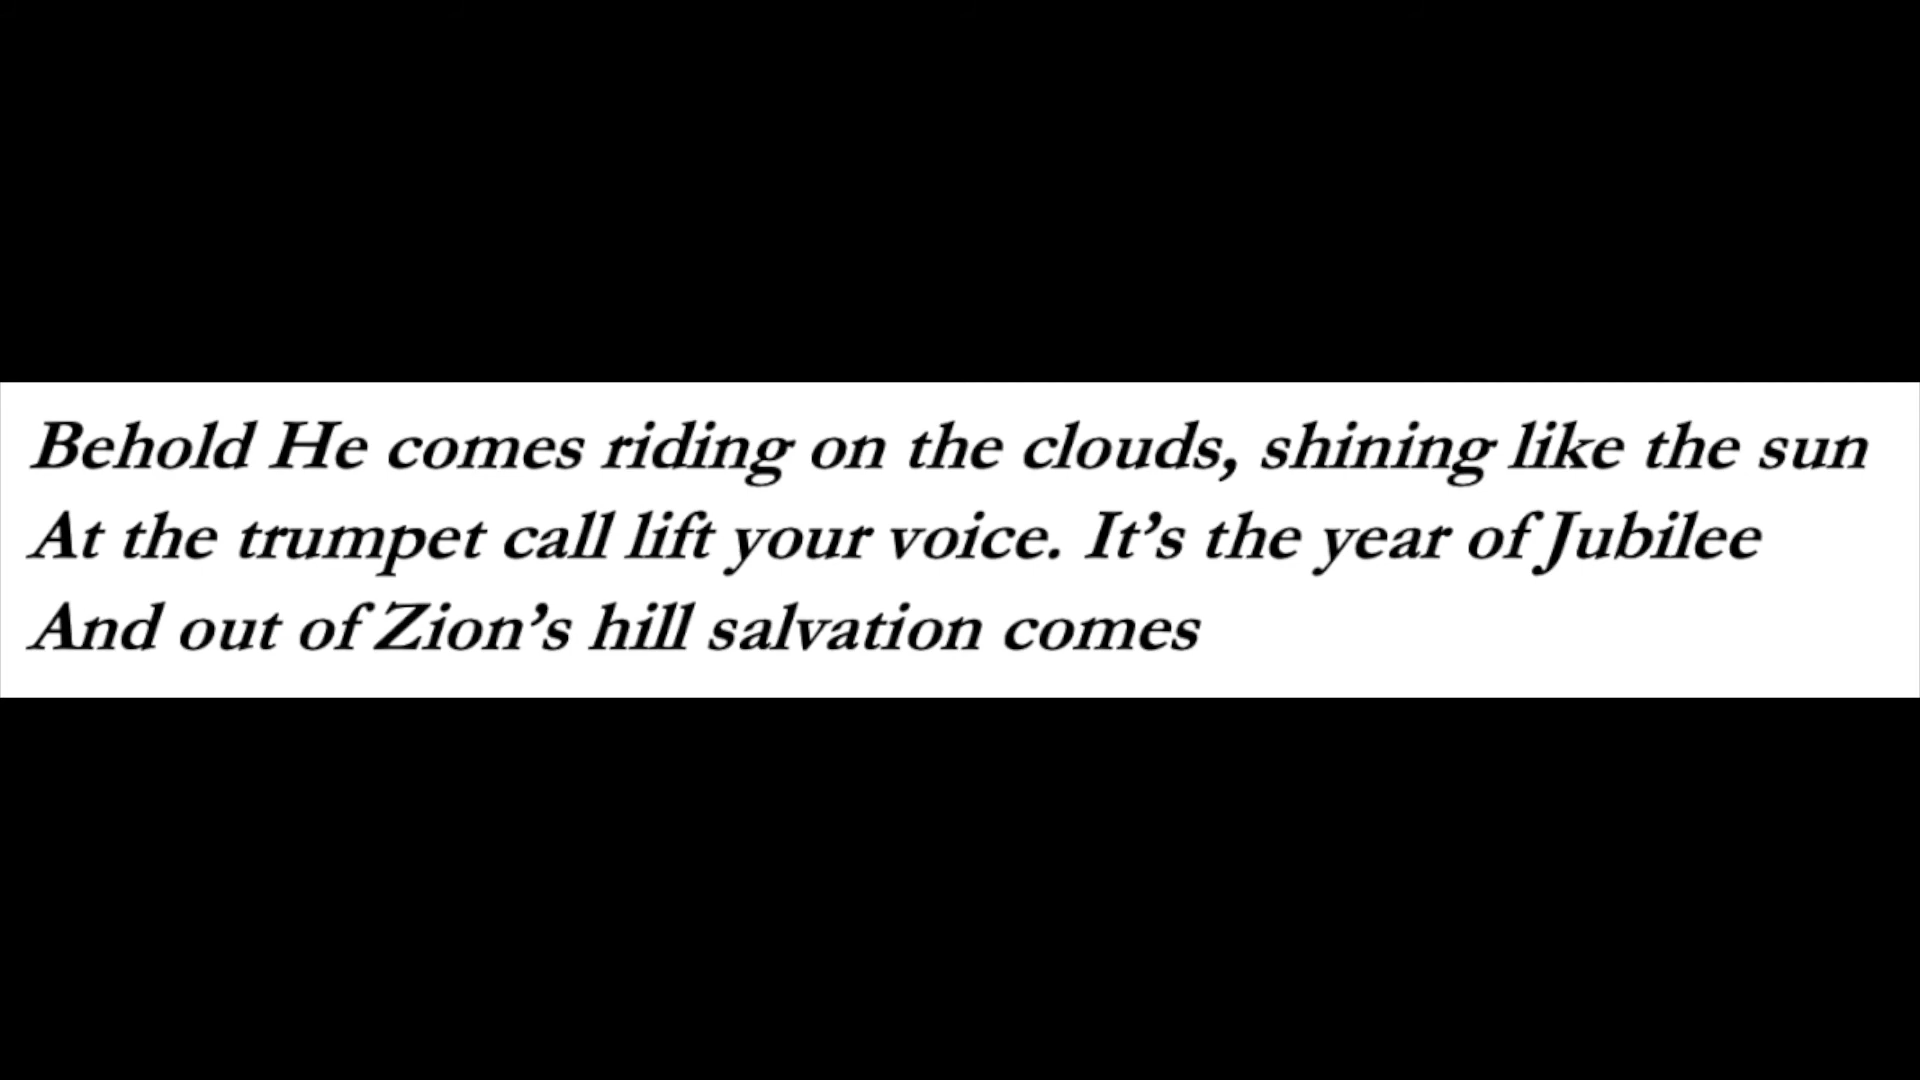 Behold He comes riding on the clouds, shining like the sun
At the trumpet call lift your voice. It’s the year of Jubilee
And out of Zion’s hill salvation comes